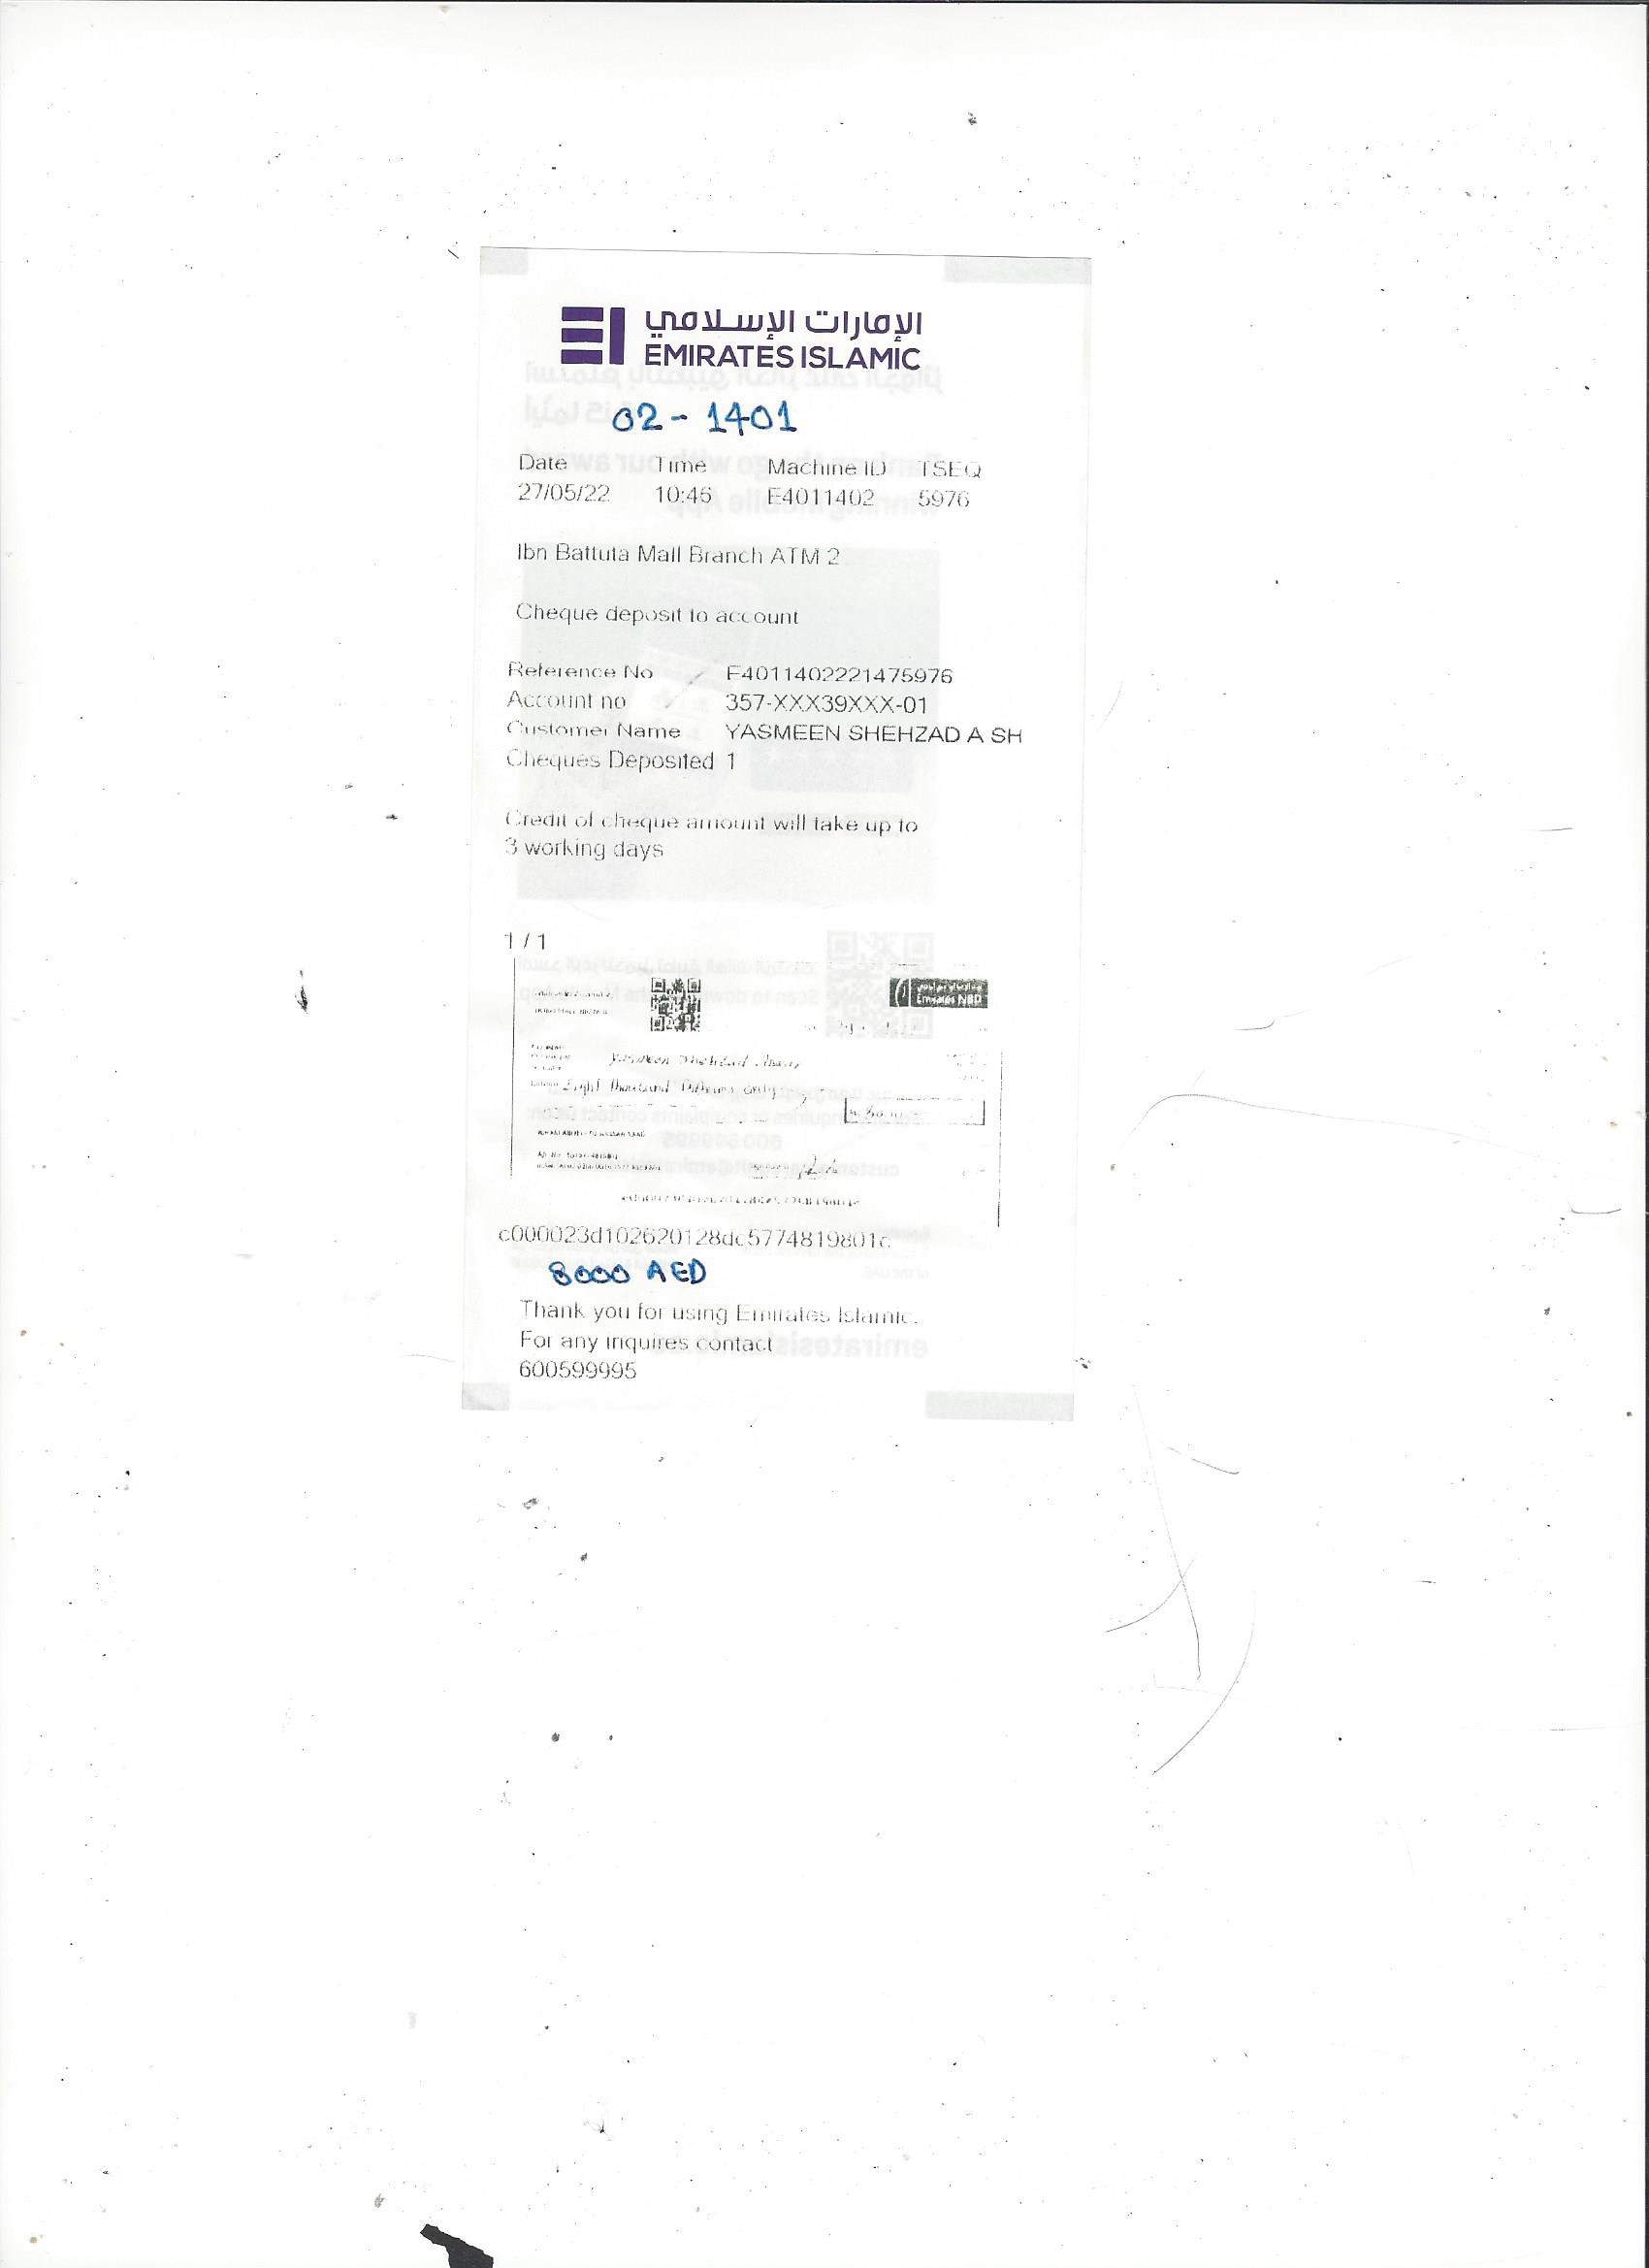 الإمارات الإسلامي
EMIRATES ISLAMIC
02 - 1401
Date Time Machine ID TSEQ
27/05/22 10:46 E4011402 5976
Ibn Battuta Mall Branch ATM 2
Cheque deposit to account
Reference No E4011402221475976
Account no 357-XXX39XXX-01
Customer Name YASMEEN SHEHZAD A SH
Cheques Deposited 1
Credit of cheque amount will take up to
3 working days
1 / 1
Emirates NBD
Yasmeen Shehzad
Eight thousand Dirhams only
c000023d102620128dc5774819801c
8000 AED
Thank you for using Emirates Islamic.
For any inquires contact
600599995